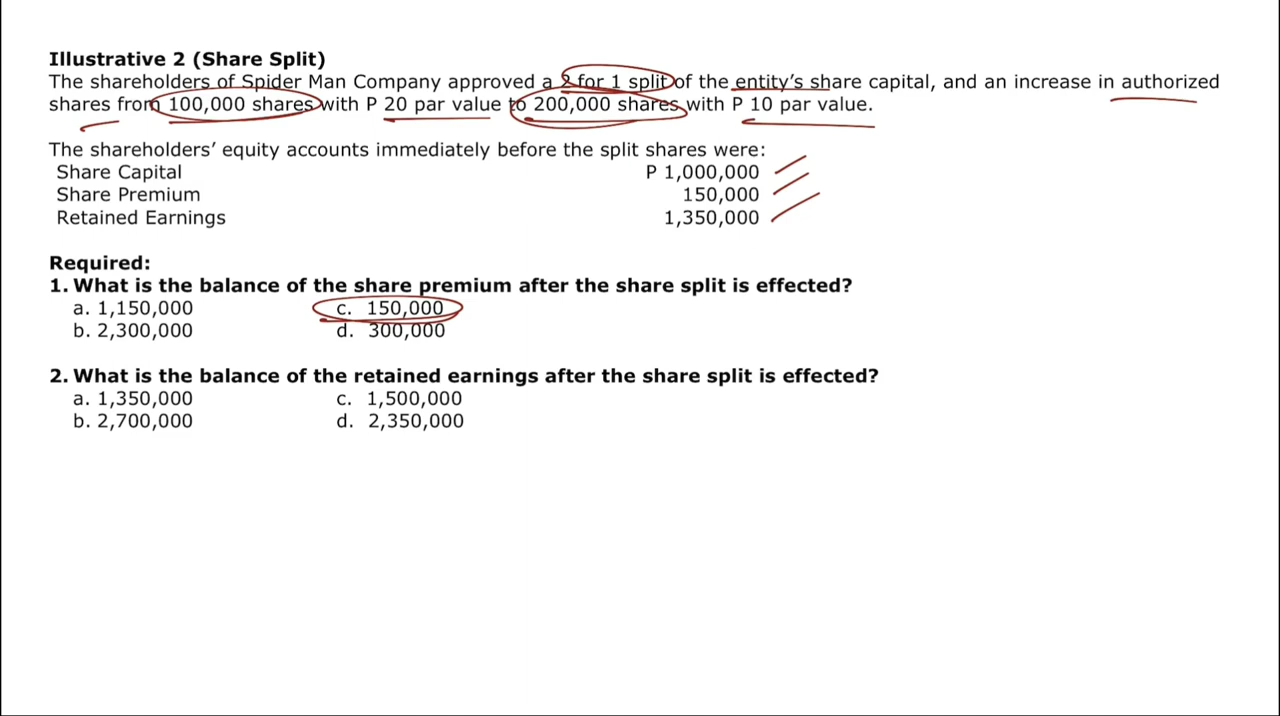 Illustrative 2 (Share Split)
The shareholders of Spider Man Company approved a 2 for 1 split of the entity's share capital, and an increase in authorized
shares from 100,000 shares with P 20 par value to 200,000 shares with P 10 par value.
The shareholders' equity accounts immediately before the split shares were:
Share Capital P 1,000,000
Share Premium 150,000
Retained Earnings 1,350,000
Required:
1. What is the balance of the share premium after the share split is effected?
a. 1,150,000 c. 150,000
b. 2,300,000 d. 300,000
2. What is the balance of the retained earnings after the share split is effected?
a. 1,350,000 c. 1,500,000
b. 2,700,000 d. 2,350,000